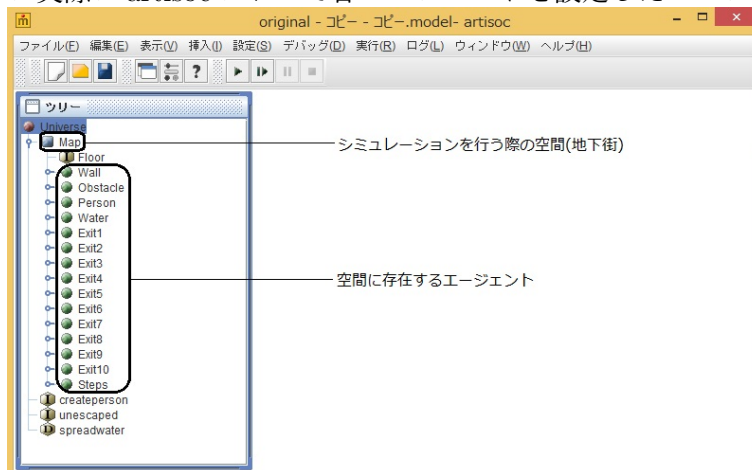 original - コピー - コピー.model- artisoc
ファイル(F) 編集(E) 表示(V) 挿入(I) 設定(S) デバッグ(D) 実行(R) ログ(L) ウィンドウ(W) ヘルプ(H)
ツリー
Universe
Map
シミュレーションを行う際の空間(地下街)
Floor
Wall
Obstacle
Person
Water
Exit1
Exit2
Exit3
Exit4
空間に存在するエージェント
Exit5
Exit6
Exit7
Exit8
Exit9
Exit10
Steps
createperson
unescaped
spreadwater